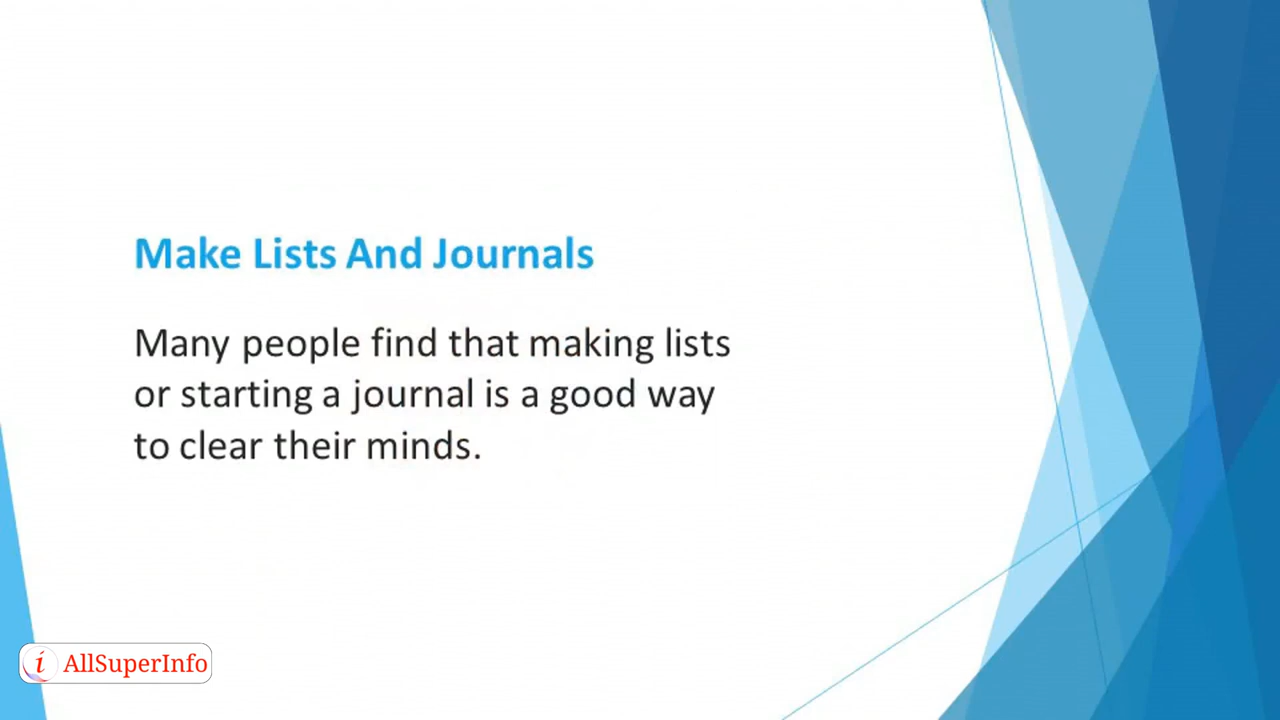 Make Lists And Journals
Many people find that making lists
or starting a journal is a good way
to clear their minds.
i AllSuperInfo